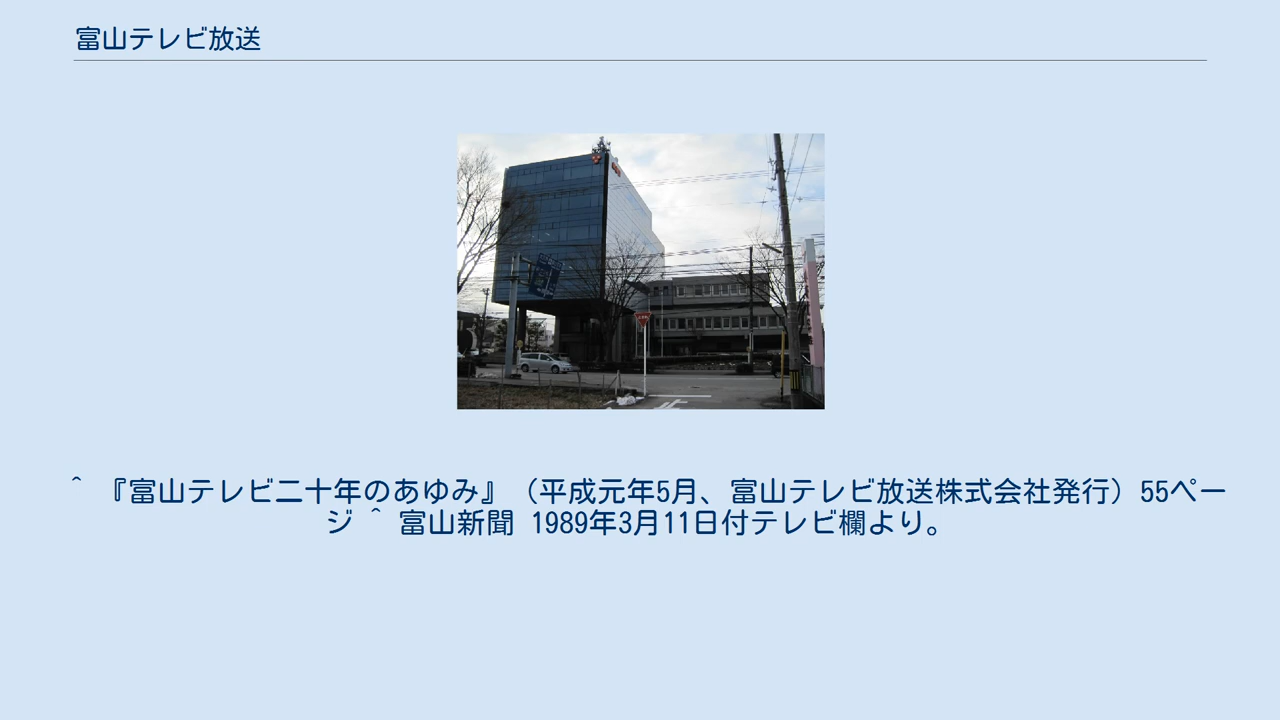 富山テレビ放送
^ 『富山テレビ二十年のあゆみ』（平成元年5月、富山テレビ放送株式会社発行）55ペー
ジ ^ 富山新聞 1989年3月11日付テレビ欄より。